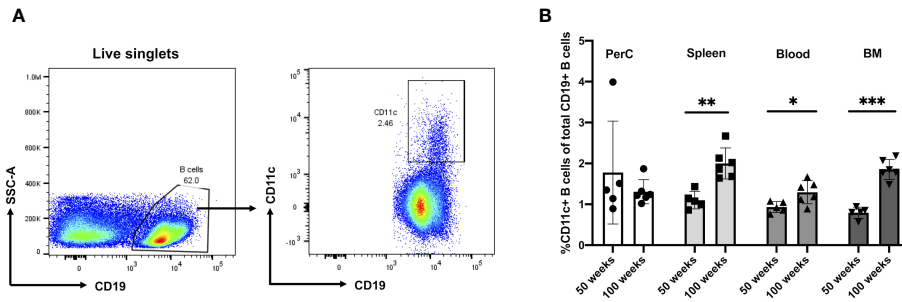 A
Live singlets
SSC-A
1.0M
800K
600K
400K
200K
0
B cells
62.0
0
10^3
10^4
10^5
CD19
CD11c
10^5
10^4
10^3
0
-10^3
CD11c
2.46
0
10^3
10^4
10^5
CD19
B
%CD11c+ B cells of total CD19+ B cells
5
4
3
2
1
0
PerC Spleen Blood BM
** * ***
50 weeks 100 weeks 50 weeks 100 weeks 50 weeks 100 weeks 50 weeks 100 weeks